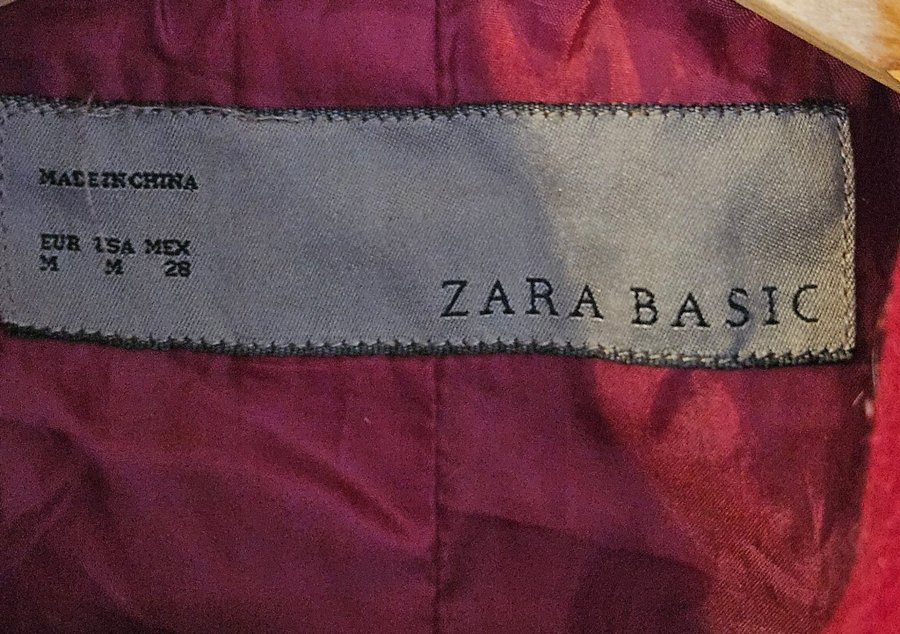 MADE IN CHINA
EUR USA MEX
M M 28
ZARA BASIC